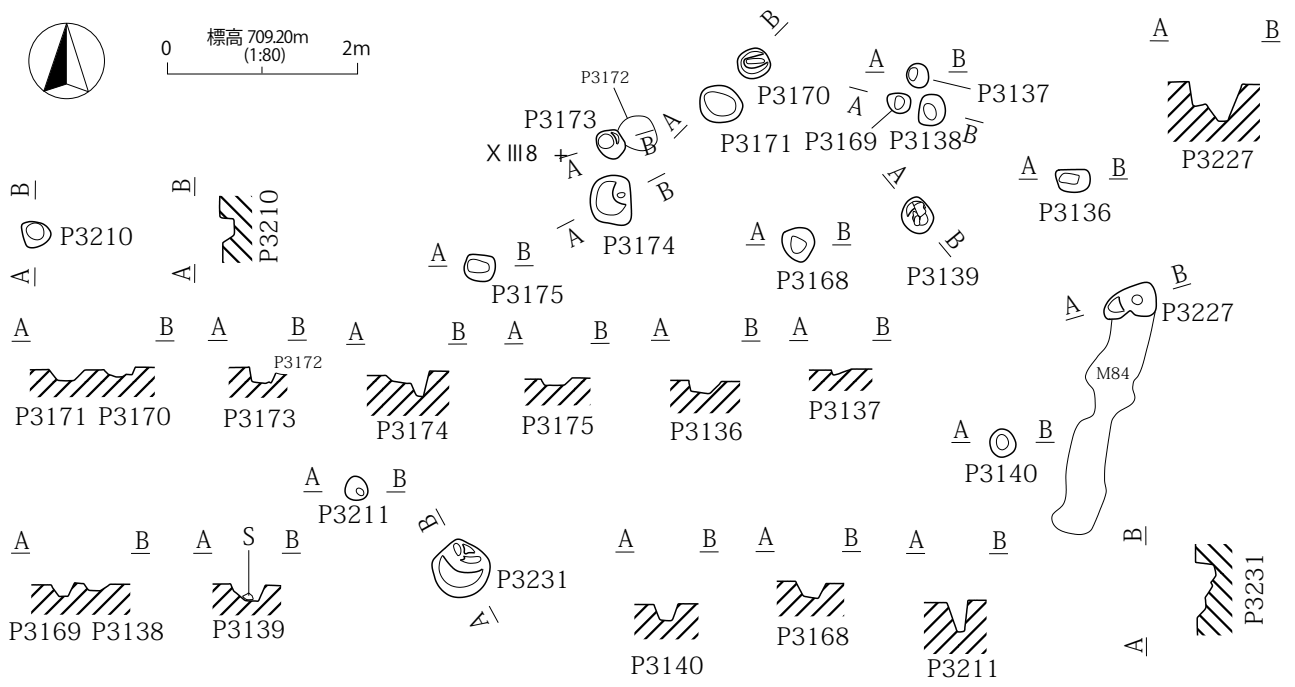 標高 709.20m
0 (1:80) 2m
A B
P3227
B
P3170
P3172
A B
P3137
P3173
A
P3171
A
P3169 P3138
B
XⅢ8
A B
B
P3174
A
A B
P3136
A
P3139
B
B
P3210
A
B
P3210
A
A B
P3175
A B
P3168
A B
P3227
M84
A B
P3171 P3170
A B
P3172
P3173
A B
P3174
A B
P3175
A B
P3136
A B
P3137
A B
P3140
A B
P3211
B
P3231
A
A B
P3169 P3138
A S B
P3139
A B
P3140
A B
P3168
A B
P3211
B
P3231
A